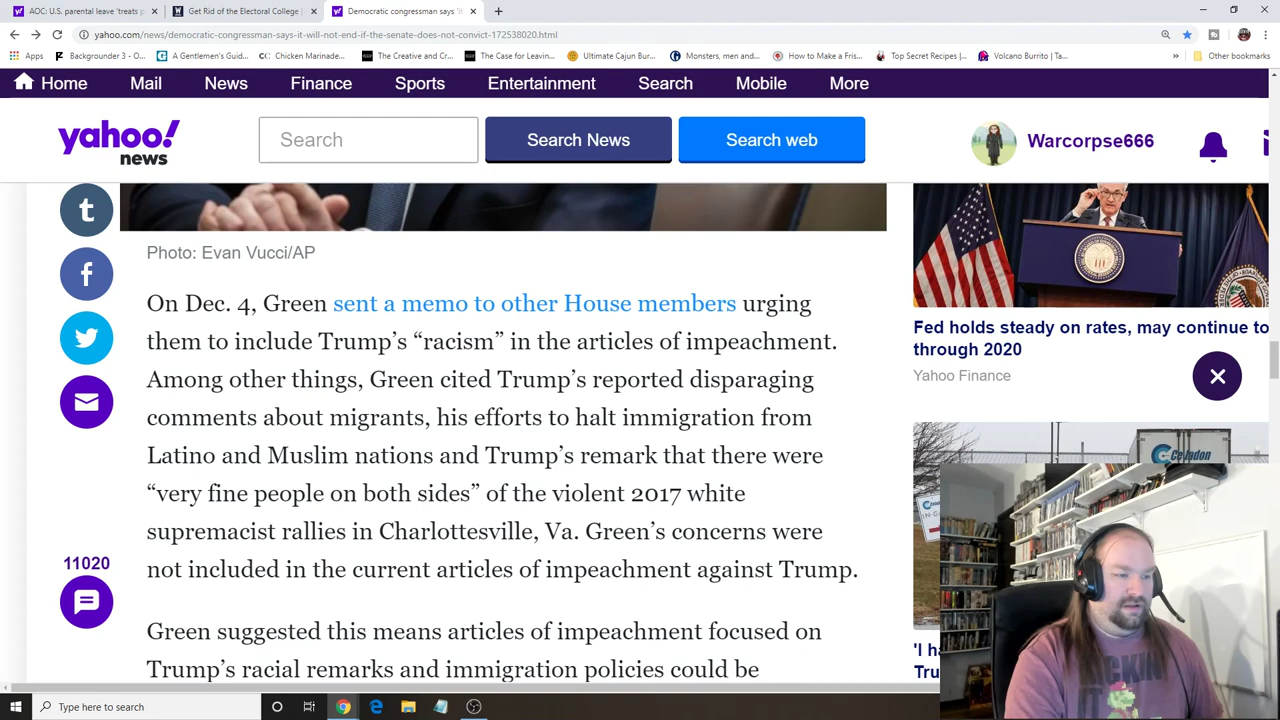 AOC: U.S. parental leave 'treats p
Get Rid of the Electoral College |
Democratic congressman says 'it
yahoo.com/news/democratic-congressman-says-it-will-not-end-if-the-senate-does-not-convict-172538020.html
Apps
Backgrounder 3 - O...
A Gentlemen's Guid...
Chicken Marinade...
The Creative and Cr...
The Case for Leavin...
Ultimate Cajun Bur...
Monsters, men and...
How to Make a Fris...
Top Secret Recipes |...
Volcano Burrito | Ta...
»
Other bookmarks
Home
Mail
News
Finance
Sports
Entertainment
Search
Mobile
More
yahoo!
news
Search
Search News
Search web
Warcorpse666
Photo: Evan Vucci/AP
On Dec. 4, Green sent a memo to other House members urging
them to include Trump's “racism” in the articles of impeachment.
Among other things, Green cited Trump's reported disparaging
comments about migrants, his efforts to halt immigration from
Latino and Muslim nations and Trump's remark that there were
“very fine people on both sides” of the violent 2017 white
supremacist rallies in Charlottesville, Va. Green's concerns were
not included in the current articles of impeachment against Trump.
Green suggested this means articles of impeachment focused on
Trump's racial remarks and immigration policies could be
11020
Fed holds steady on rates, may continue to
through 2020
Yahoo Finance
Celadon
'I h
Tru
Type here to search